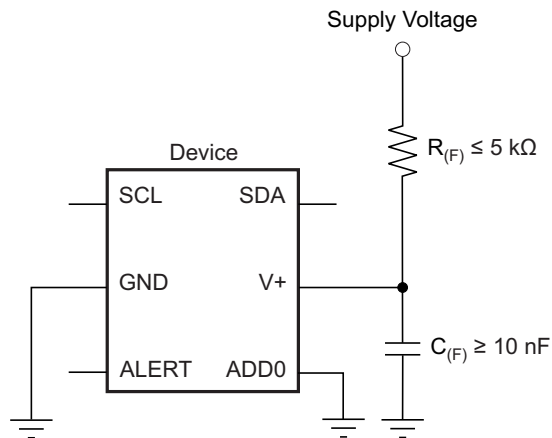 Supply Voltage
R(F) ≤ 5 kΩ
Device
SCL SDA
GND V+
C(F) ≥ 10 nF
ALERT ADD0